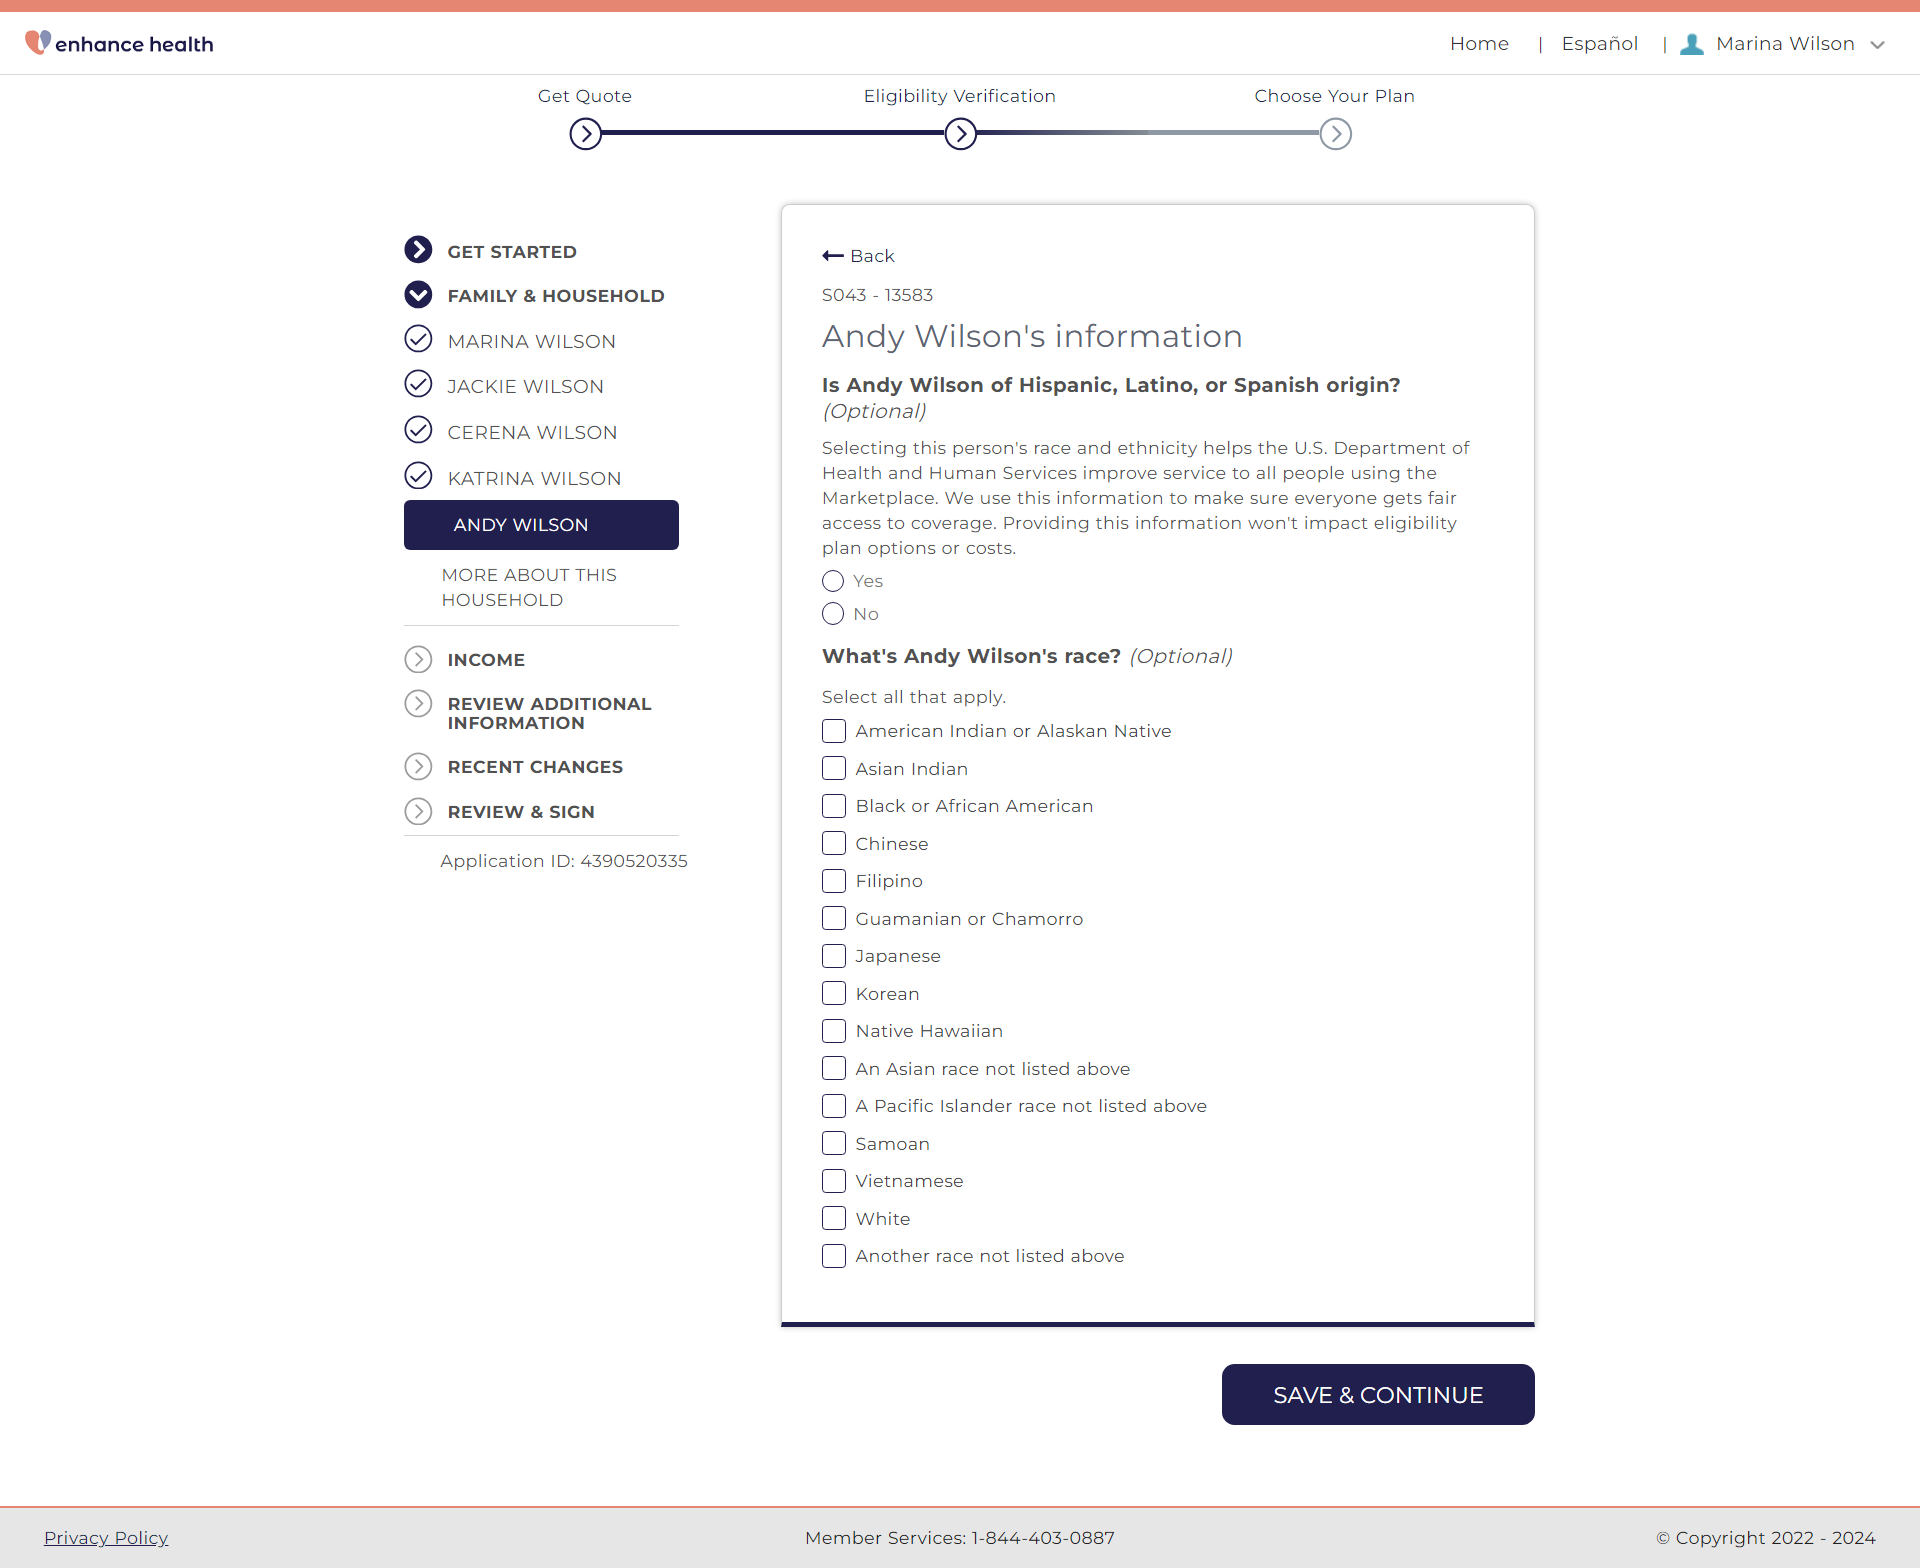 enhance health
Home | Español | Marina Wilson
Get Quote
Eligibility Verification
Choose Your Plan
GET STARTED
FAMILY & HOUSEHOLD
MARINA WILSON
JACKIE WILSON
CERENA WILSON
KATRINA WILSON
ANDY WILSON
MORE ABOUT THIS
HOUSEHOLD
INCOME
REVIEW ADDITIONAL
INFORMATION
RECENT CHANGES
REVIEW & SIGN
Application ID: 4390520335
Back
S043 - 13583
Andy Wilson's information
Is Andy Wilson of Hispanic, Latino, or Spanish origin?
(Optional)
Selecting this person's race and ethnicity helps the U.S. Department of
Health and Human Services improve service to all people using the
Marketplace. We use this information to make sure everyone gets fair
access to coverage. Providing this information won't impact eligibility
plan options or costs.
Yes
No
What's Andy Wilson's race? (Optional)
Select all that apply.
American Indian or Alaskan Native
Asian Indian
Black or African American
Chinese
Filipino
Guamanian or Chamorro
Japanese
Korean
Native Hawaiian
An Asian race not listed above
A Pacific Islander race not listed above
Samoan
Vietnamese
White
Another race not listed above
SAVE & CONTINUE
Privacy Policy
Member Services: 1-844-403-0887
© Copyright 2022 - 2024